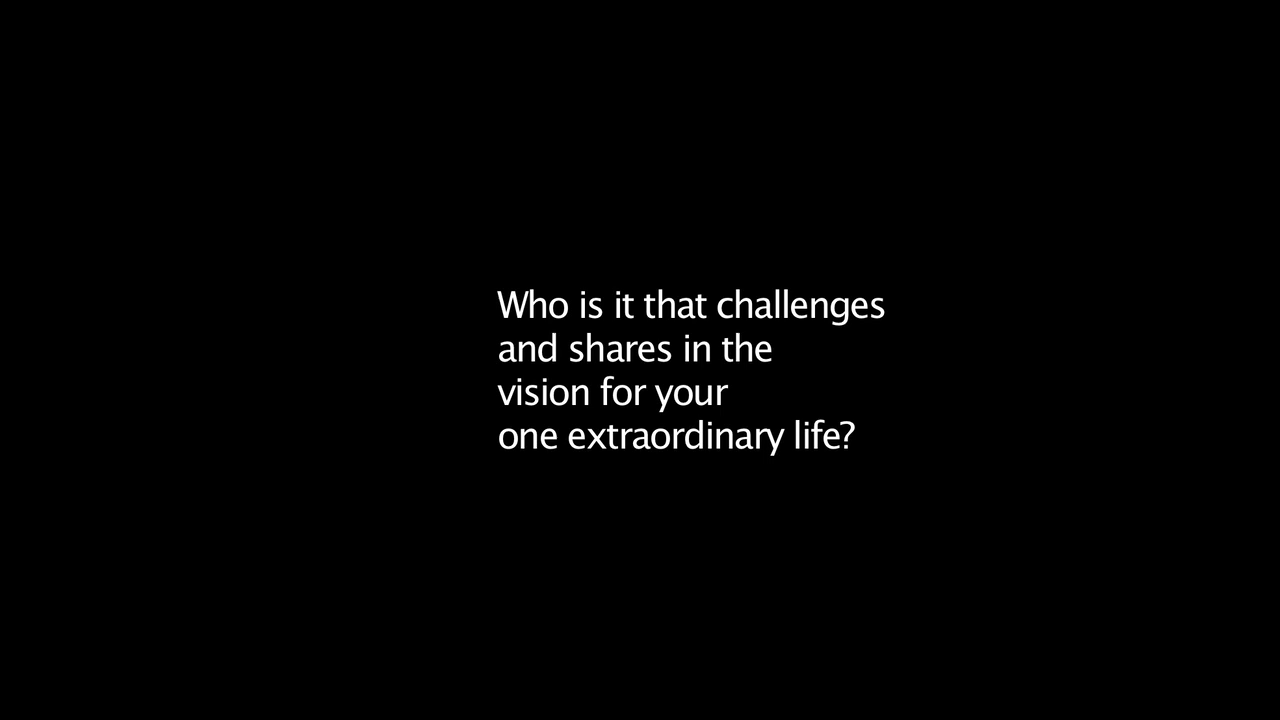 Who is it that challenges
and shares in the
vision for your
one extraordinary life?